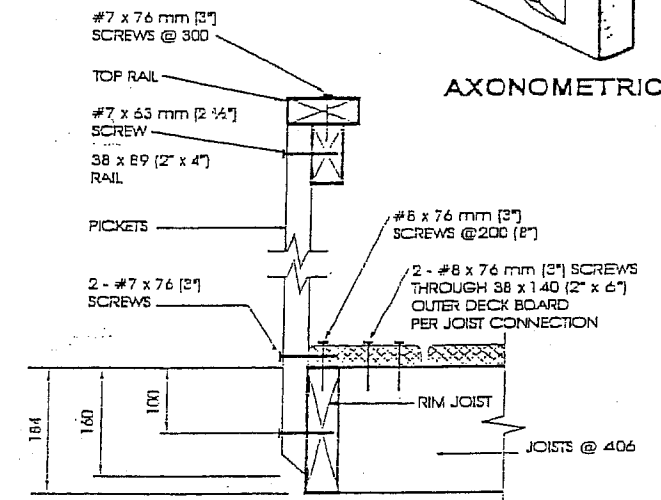 #7 x 76 mm (3")
SCREWS @ 300
TOP RAIL
#7 x 63 mm (2 ½")
SCREW
38 x 89 (2" x 4")
RAIL
PICKETS
2 - #7 x 76 (3")
SCREWS
AXONOMETRIC
#8 x 76 mm (3")
SCREWS @200 (8")
2 - #8 x 76 mm (3") SCREWS
THROUGH 38 x 140 (2" x 6")
OUTER DECK BOARD
PER JOIST CONNECTION
RIM JOIST
JOISTS @ 406
184
160
100